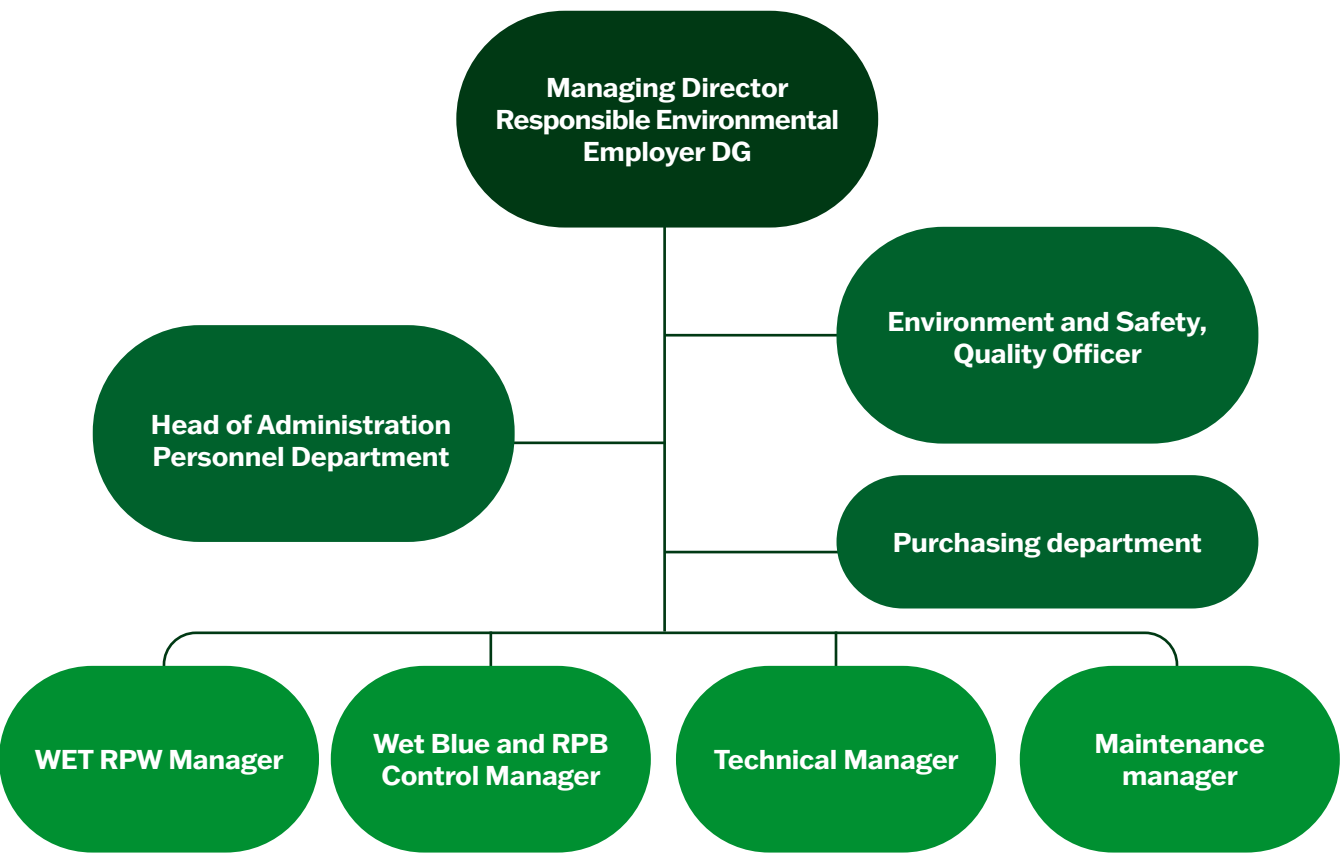 Managing Director
Responsible Environmental
Employer DG
Environment and Safety,
Quality Officer
Head of Administration
Personnel Department
Purchasing department
WET RPW Manager
Wet Blue and RPB
Control Manager
Technical Manager
Maintenance
manager